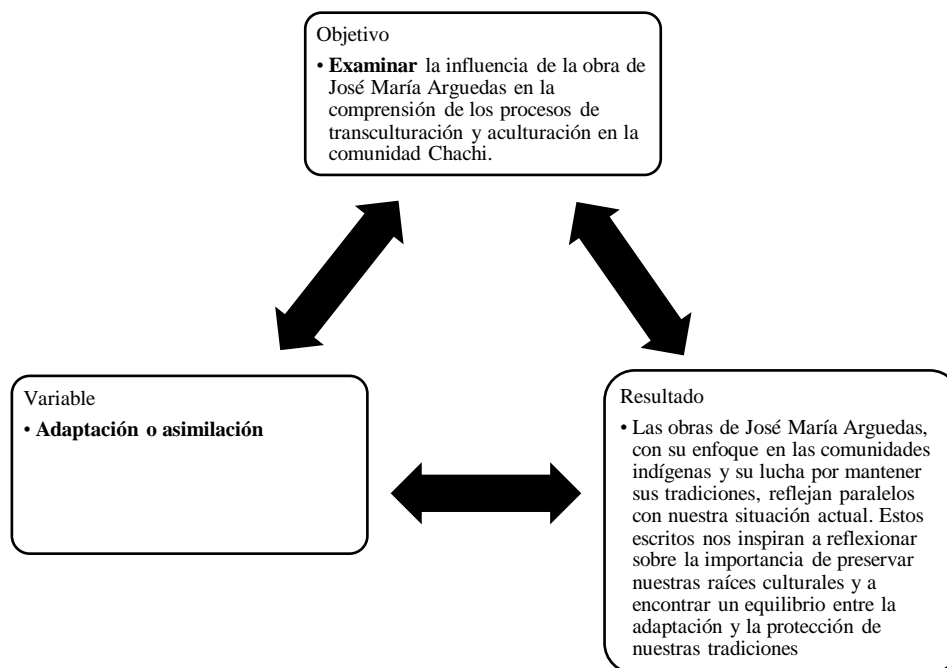 Objetivo
• Examinar la influencia de la obra de
José María Arguedas en la
comprensión de los procesos de
transculturación y aculturación en la
comunidad Chachi.
Variable
• Adaptación o asimilación
Resultado
• Las obras de José María Arguedas,
con su enfoque en las comunidades
indígenas y su lucha por mantener
sus tradiciones, reflejan paralelos
con nuestra situación actual. Estos
escritos nos inspiran a reflexionar
sobre la importancia de preservar
nuestras raíces culturales y a
encontrar un equilibrio entre la
adaptación y la protección de
nuestras tradiciones